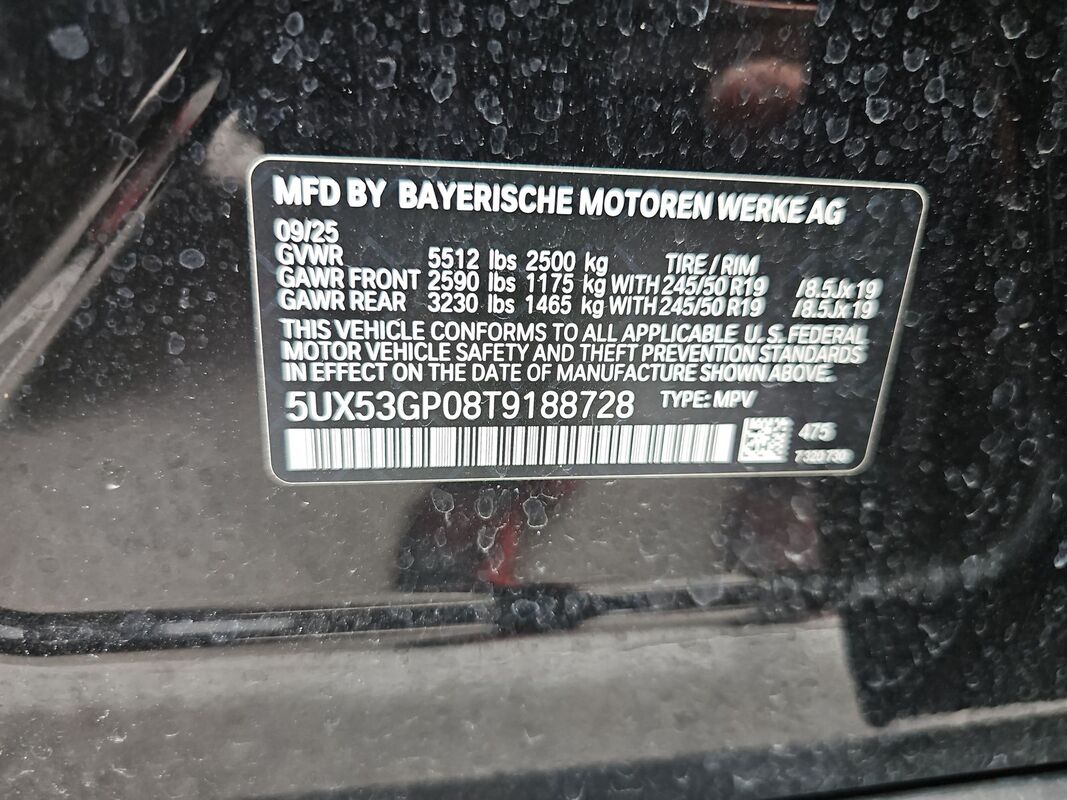 MFD BY BAYERISCHE MOTOREN WERKE AG
09/25
GVWR 5512 lbs 2500 kg TIRE / RIM
GAWR FRONT 2590 lbs 1175 kg WITH 245/50 R19 /8.5Jx19
GAWR REAR 3230 lbs 1465 kg WITH 245/50 R19 /8.5Jx19
THIS VEHICLE CONFORMS TO ALL APPLICABLE U.S. FEDERAL
MOTOR VEHICLE SAFETY AND THEFT PREVENTION STANDARDS
IN EFFECT ON THE DATE OF MANUFACTURE SHOWN ABOVE.
5UX53GP08T9188728 TYPE: MPV
475